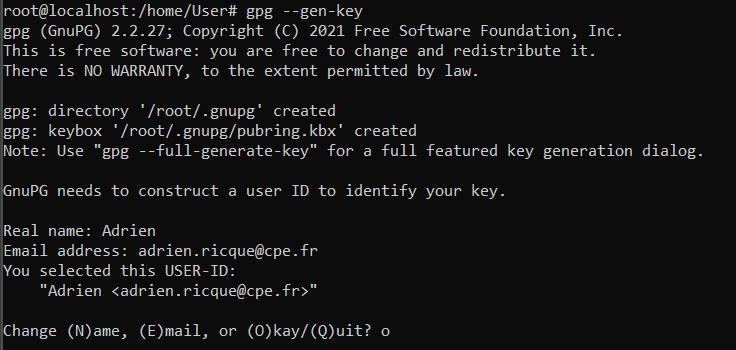 root@localhost:/home/User# gpg --gen-key
gpg (GnuPG) 2.2.27; Copyright (C) 2021 Free Software Foundation, Inc.
This is free software: you are free to change and redistribute it.
There is NO WARRANTY, to the extent permitted by law.
gpg: directory '/root/.gnupg' created
gpg: keybox '/root/.gnupg/pubring.kbx' created
Note: Use "gpg --full-generate-key" for a full featured key generation dialog.
GnuPG needs to construct a user ID to identify your key.
Real name: Adrien
Email address: adrien.ricque@cpe.fr
You selected this USER-ID:
    "Adrien <adrien.ricque@cpe.fr>"
Change (N)ame, (E)mail, or (O)kay/(Q)uit? o